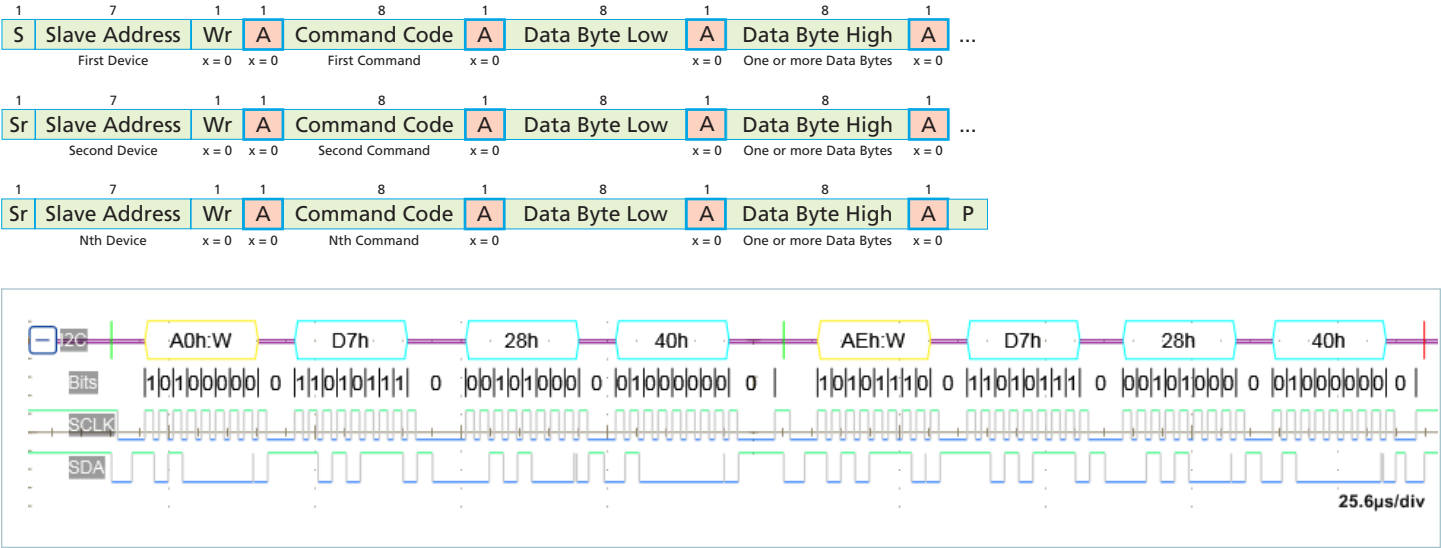 1 7 1 1 8 1 8 1 8 1
S Slave Address Wr A Command Code A Data Byte Low A Data Byte High A ...
First Device x = 0 x = 0 First Command x = 0 x = 0 One or more Data Bytes x = 0
1 7 1 1 8 1 8 1 8 1
Sr Slave Address Wr A Command Code A Data Byte Low A Data Byte High A ...
Second Device x = 0 x = 0 Second Command x = 0 x = 0 One or more Data Bytes x = 0
1 7 1 1 8 1 8 1 8 1
Sr Slave Address Wr A Command Code A Data Byte Low A Data Byte High A P
Nth Device x = 0 x = 0 Nth Command x = 0 x = 0 One or more Data Bytes x = 0
I2C A0h:W D7h 28h 40h AEh:W D7h 28h 40h
Bits 10100000 0 11010111 0 00101000 0 01000000 0 10101110 0 11010111 0 00101000 0 01000000 0
SCLK
SDA
25.6µs/div